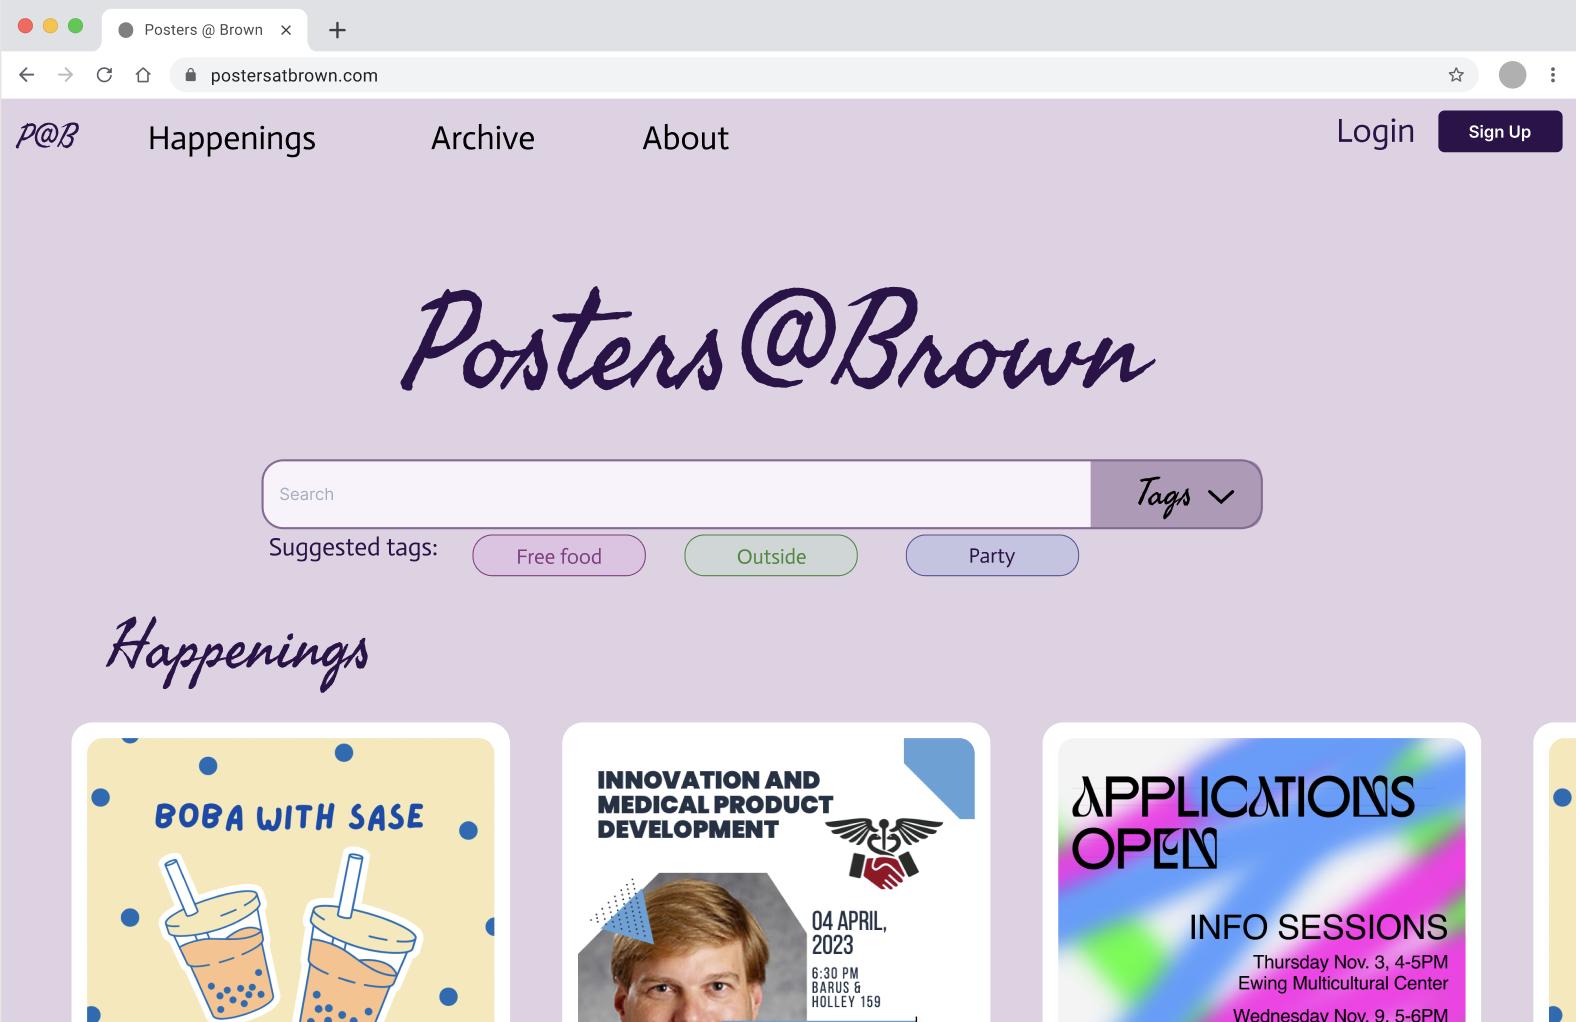 Posters @ Brown
postersatbrown.com
P@B
Happenings
Archive
About
Login
Sign Up
Posters@Brown
Search
Tags
Suggested tags:
Free food
Outside
Party
Happenings
BOBA WITH SASE
INNOVATION AND
MEDICAL PRODUCT
DEVELOPMENT
04 APRIL,
2023
6:30 PM
BARUS &
HOLLEY 159
APPLICATIONS
OPEN
INFO SESSIONS
Thursday Nov. 3, 4-5PM
Ewing Multicultural Center
Wednesday Nov. 9, 5-6PM